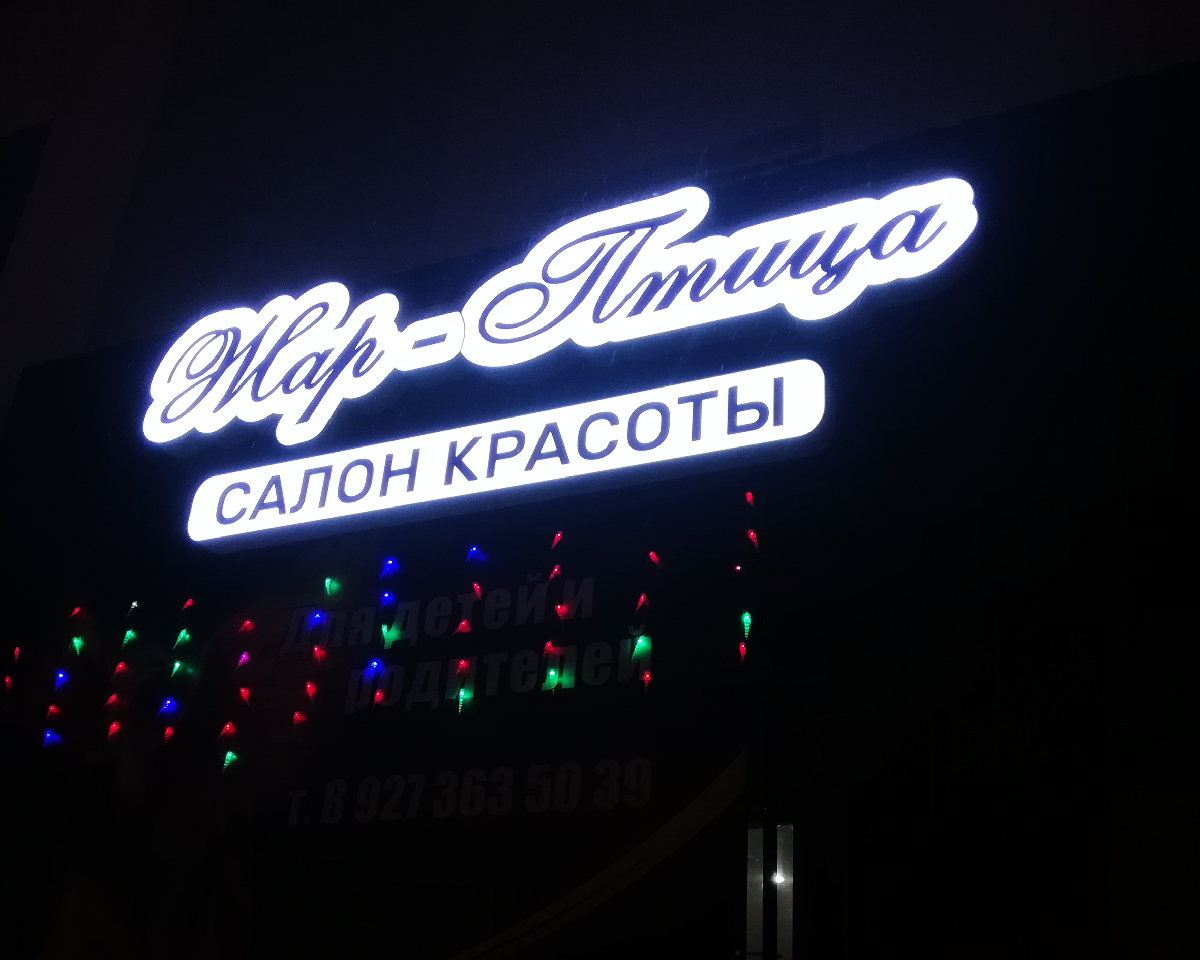 Жар-Птица
САЛОН КРАСОТЫ
Для детей и
родителей
т. 8 927 363 50 39